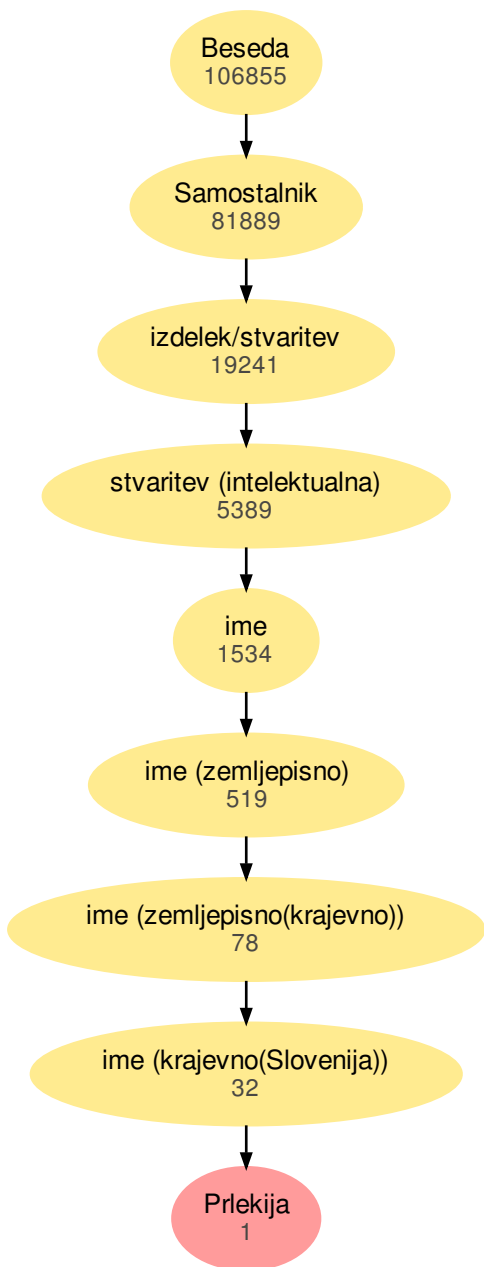 Beseda
106855
Samostalnik
81889
izdelek/stvaritev
19241
stvaritev (intelektualna)
5389
ime
1534
ime (zemljepisno)
519
ime (zemljepisno(krajevno))
78
ime (krajevno(Slovenija))
32
Prlekija
1